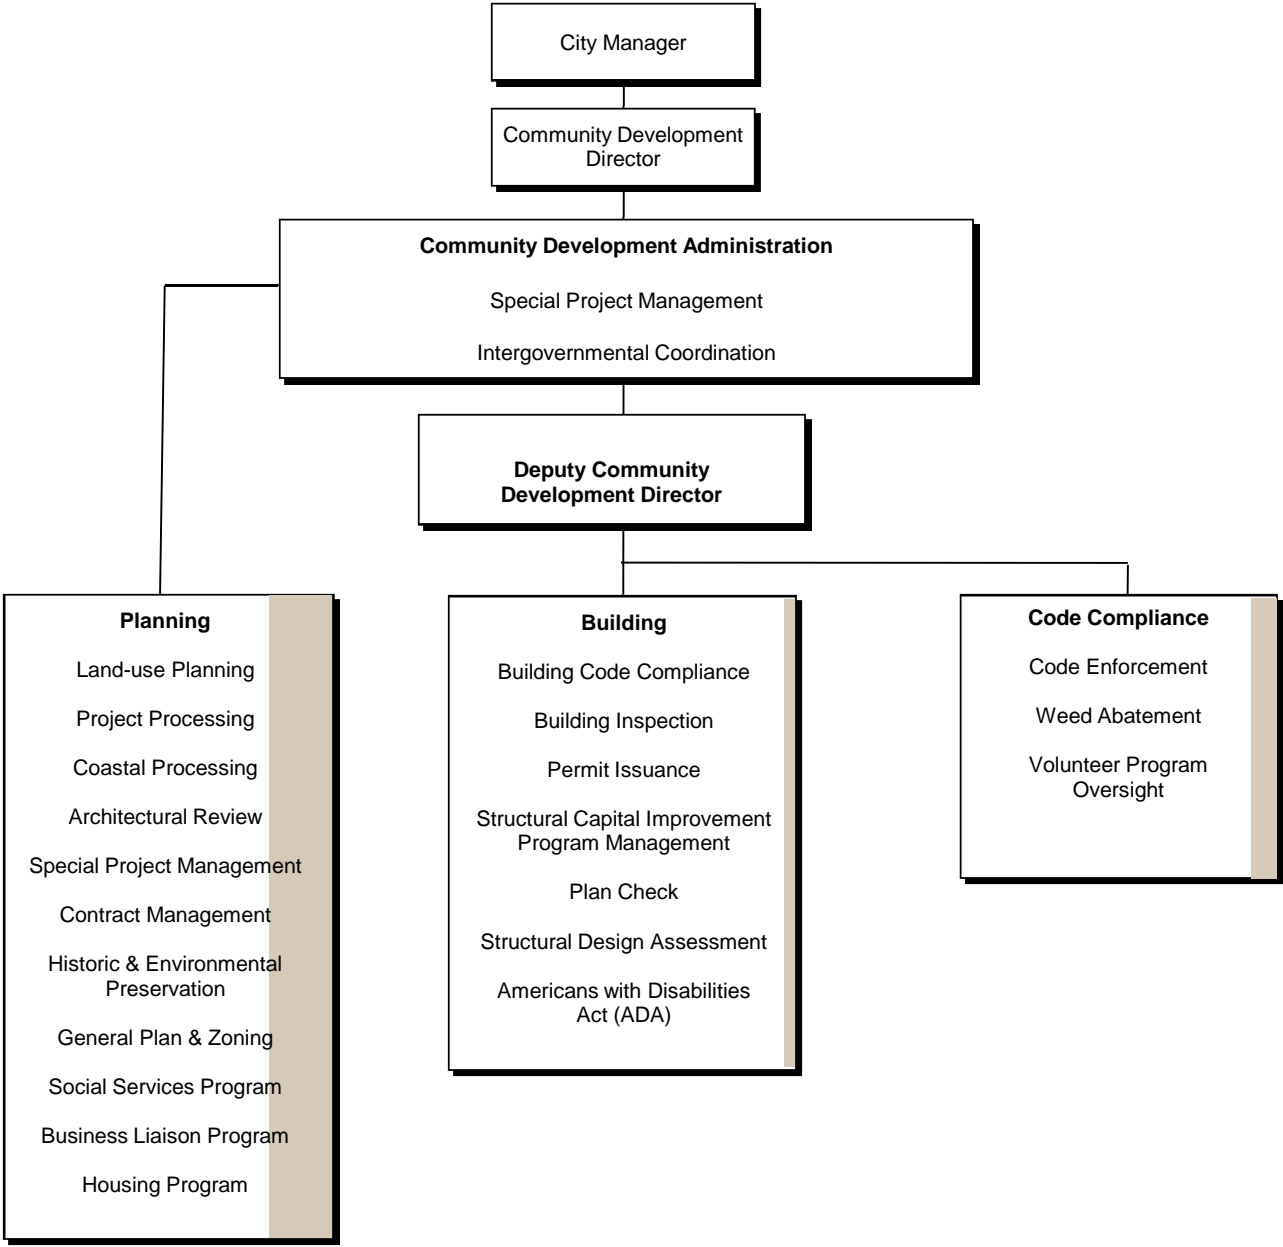 City Manager
Community Development
Director
Community Development Administration
Special Project Management
Intergovernmental Coordination
Deputy Community
Development Director
Planning
Land-use Planning
Project Processing
Coastal Processing
Architectural Review
Special Project Management
Contract Management
Historic & Environmental
Preservation
General Plan & Zoning
Social Services Program
Business Liaison Program
Housing Program
Building
Building Code Compliance
Building Inspection
Permit Issuance
Structural Capital Improvement
Program Management
Plan Check
Structural Design Assessment
Americans with Disabilities
Act (ADA)
Code Compliance
Code Enforcement
Weed Abatement
Volunteer Program
Oversight